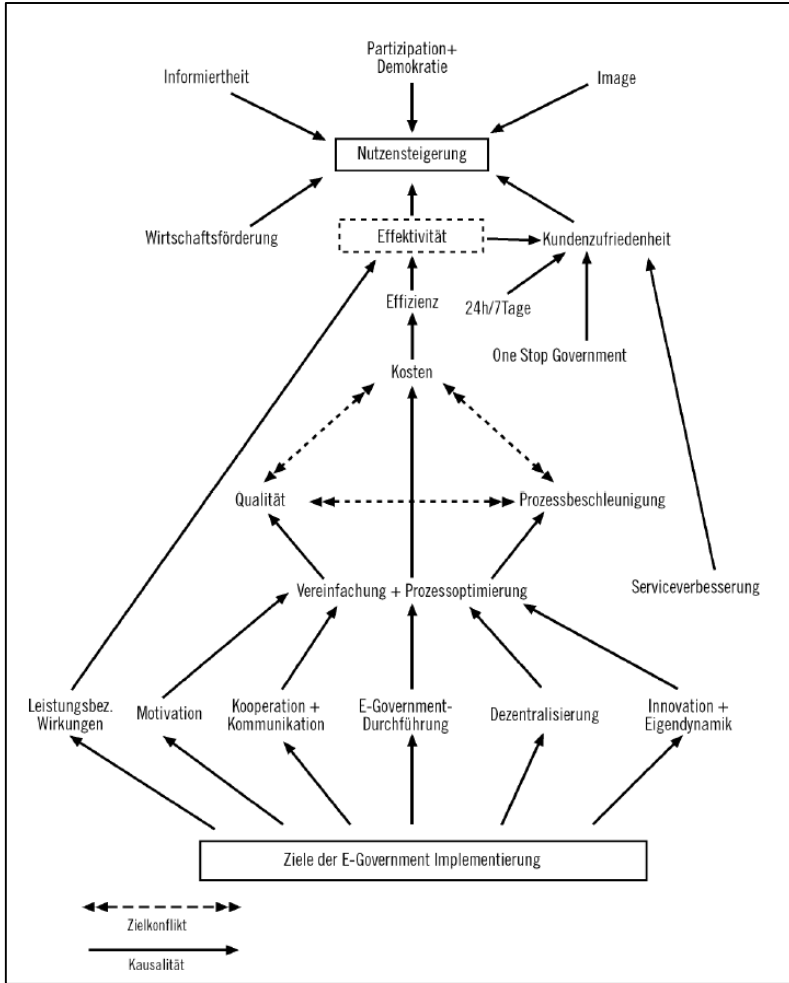 Partizipation+
Demokratie
Informiertheit
Image
Nutzensteigerung
Wirtschaftsförderung
Effektivität
Kundenzufriedenheit
Effizienz
24h/7Tage
One Stop Government
Kosten
Qualität
Prozessbeschleunigung
Vereinfachung + Prozessoptimierung
Serviceverbesserung
Leistungsbez.
Wirkungen
Motivation
Kooperation +
Kommunikation
E-Government-
Durchführung
Dezentralisierung
Innovation +
Eigendynamik
Ziele der E-Government Implementierung
Zielkonflikt
Kausalität